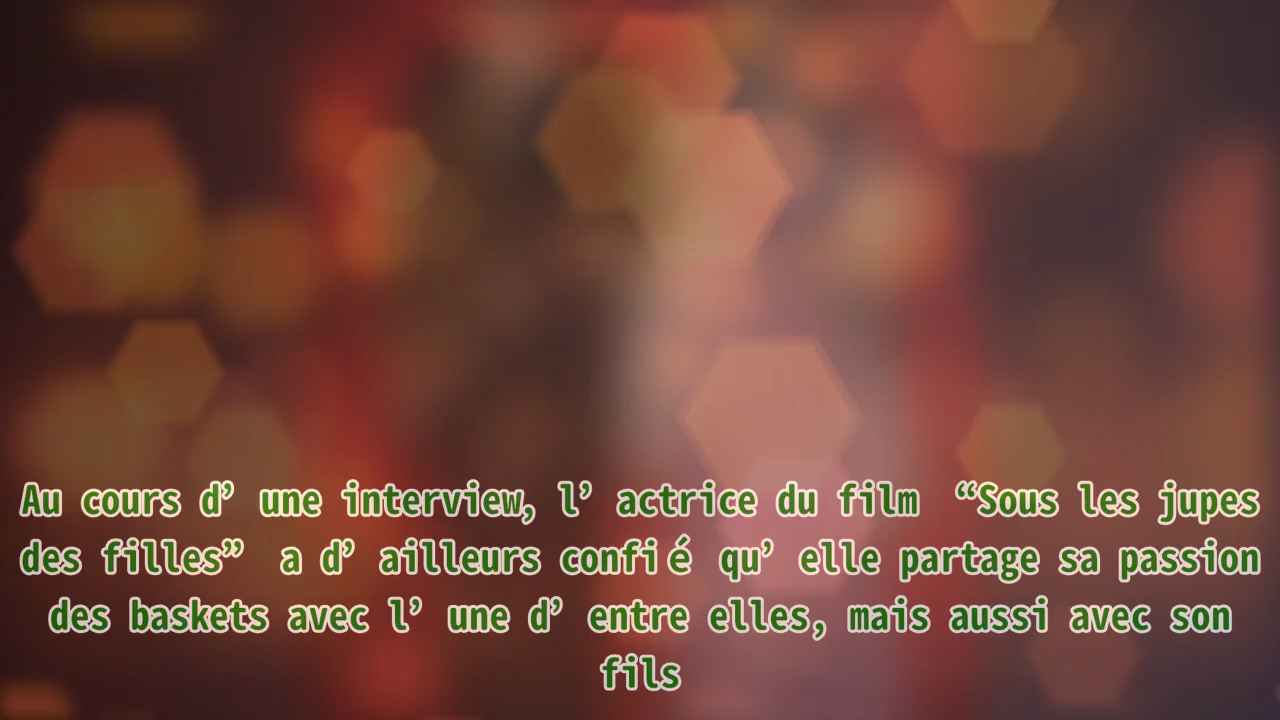 Au cours d’ une interview, l’ actrice du film “Sous les jupes
des filles” a d’ ailleurs confié qu’ elle partage sa passion
des baskets avec l’ une d’ entre elles, mais aussi avec son
fils